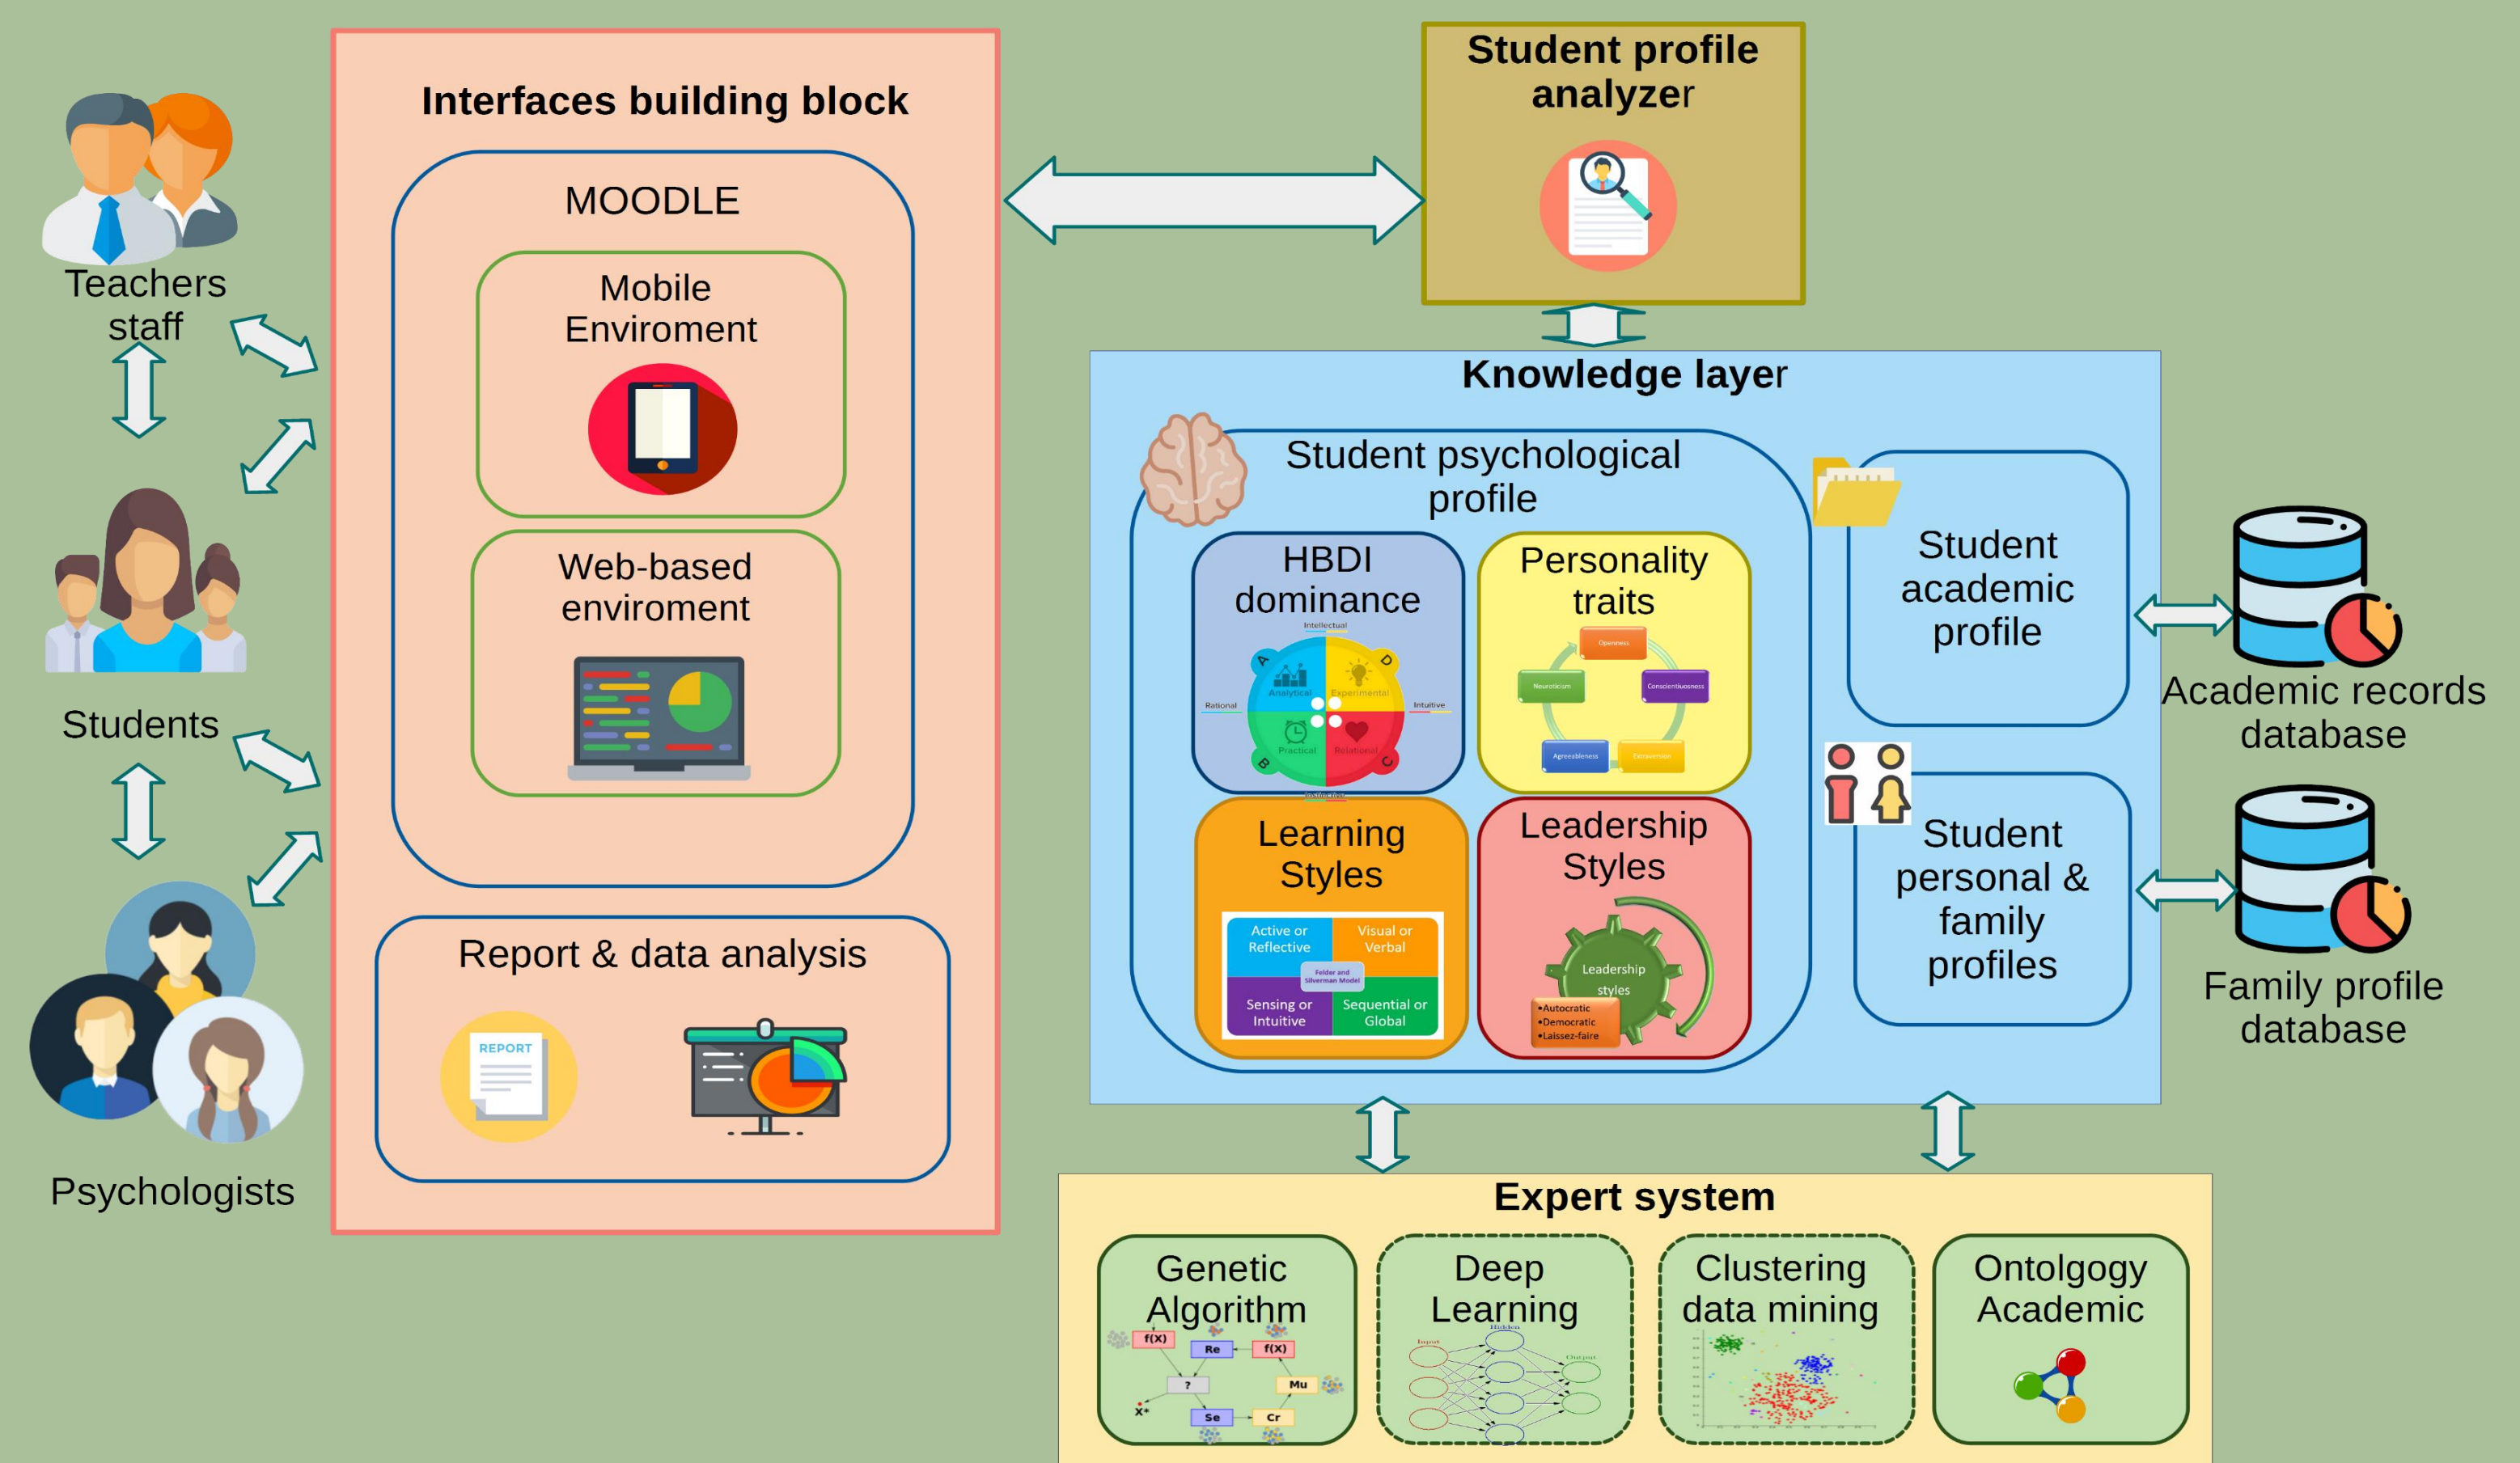 Teachers
staff
Students
Psychologists
Interfaces building block
MOODLE
Mobile
Enviroment
Web-based
enviroment
Report & data analysis
REPORT
Student profile
analyzer
Knowledge layer
Student psychological
profile
HBDI
dominance
Intellectual
A
D
Analytical
Experimental
Rational
Intuitive
Practical
Relational
B
C
Personality
traits
Openness
Neuroticism
Conscientiuosness
Agreeableness
Extraversion
Learning
Styles
Active or
Reflective
Visual or
Verbal
Felder and
Silverman Model
Sensing or
Intuitive
Sequential or
Global
Leadership
Styles
Leadership
styles
•Autocratic
•Democratic
•Laissez-faire
Student
academic
profile
Student
personal &
family
profiles
Academic records
database
Family profile
database
Expert system
Genetic
Algorithm
f(X)
Re
f(X)
?
Mu
X*
Se
Cr
Deep
Learning
Hidden
Input
Output
Clustering
data mining
Ontolgogy
Academic